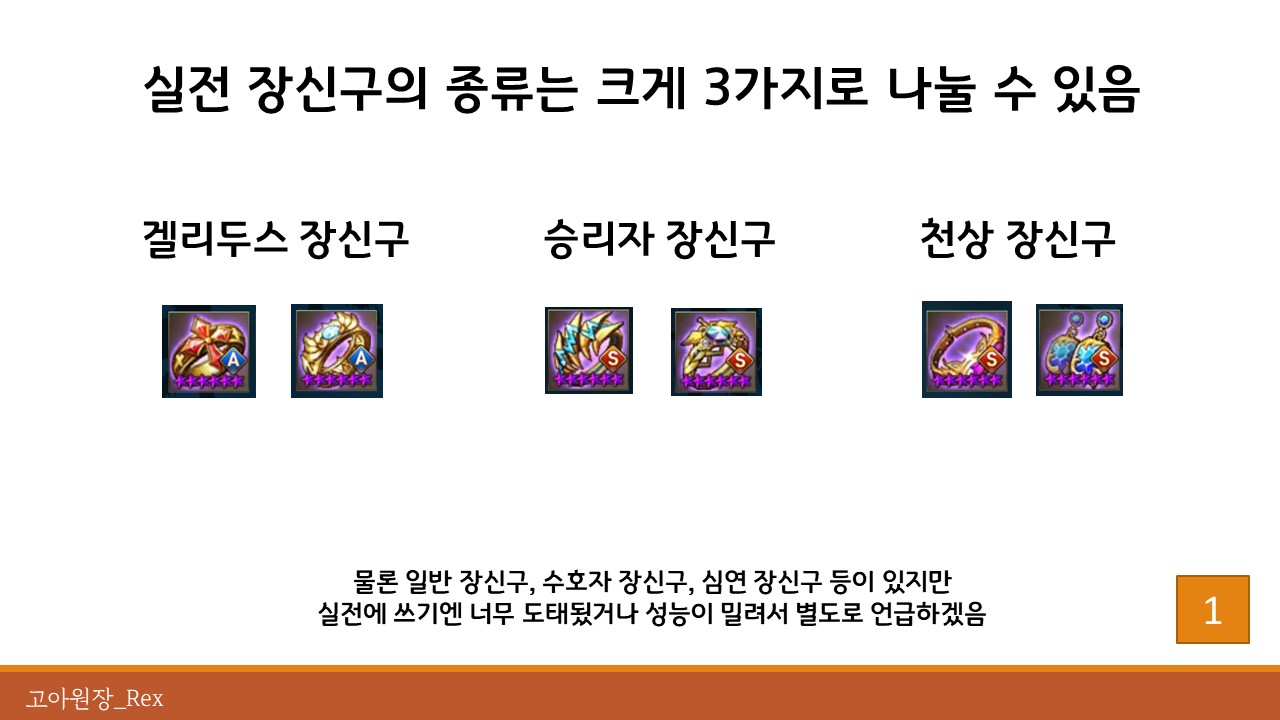 실전 장신구의 종류는 크게 3가지로 나눌 수 있음
겔리두스 장신구
승리자 장신구
천상 장신구
A
A
S
S
S
S
물론 일반 장신구, 수호자 장신구, 심연 장신구 등이 있지만
실전에 쓰기엔 너무 도태됬거나 성능이 밀려서 별도로 언급하겠음
1
고아원장_Rex